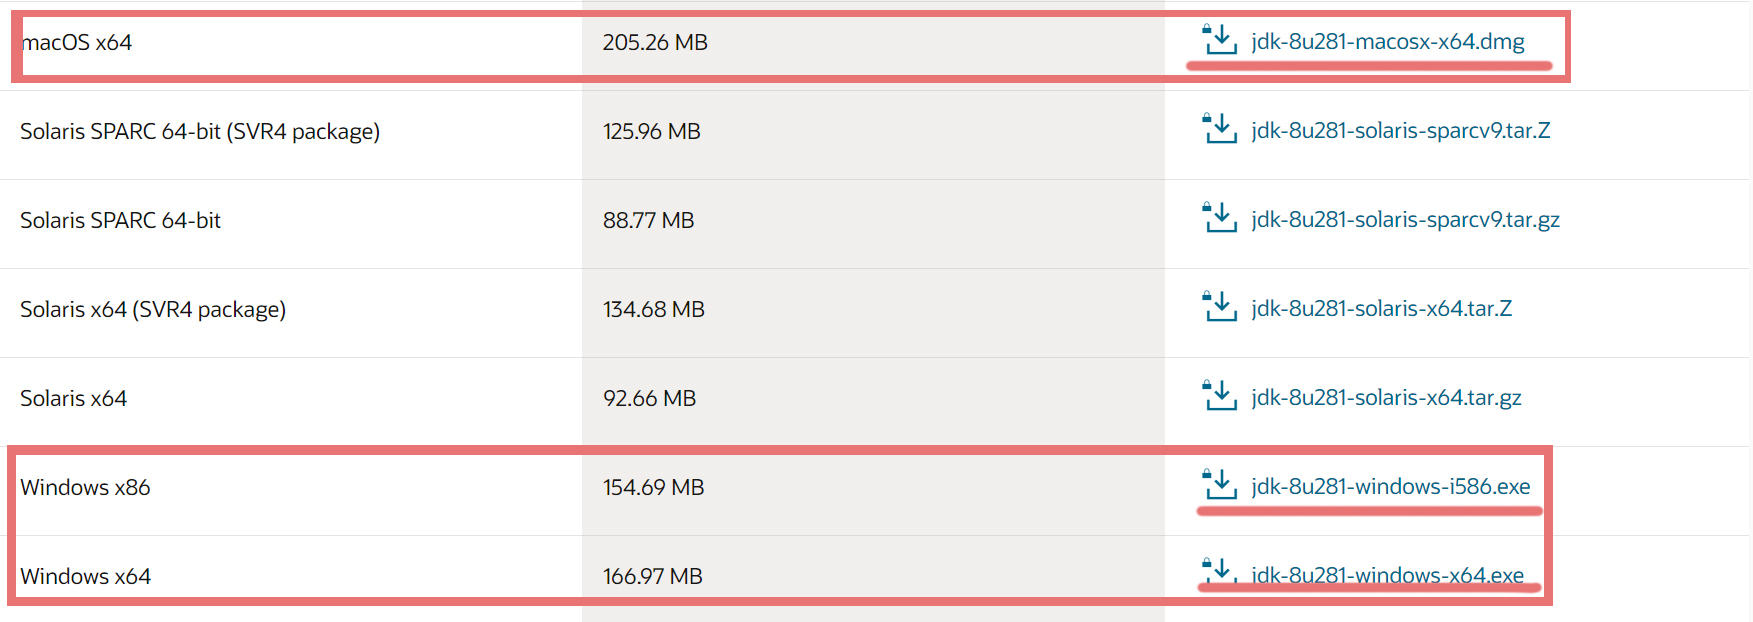 macOS x64 205.26 MB jdk-8u281-macosx-x64.dmg
Solaris SPARC 64-bit (SVR4 package) 125.96 MB jdk-8u281-solaris-sparcv9.tar.Z
Solaris SPARC 64-bit 88.77 MB jdk-8u281-solaris-sparcv9.tar.gz
Solaris x64 (SVR4 package) 134.68 MB jdk-8u281-solaris-x64.tar.Z
Solaris x64 92.66 MB jdk-8u281-solaris-x64.tar.gz
Windows x86 154.69 MB jdk-8u281-windows-i586.exe
Windows x64 166.97 MB jdk-8u281-windows-x64.exe